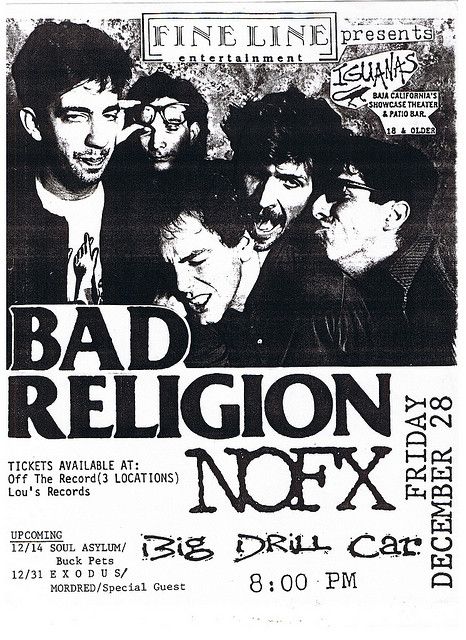 FINE LINE presents
entertainment
IGUANAS
BAJA CALIFORNIA'S
SHOWCASE THEATER
& PATIO BAR.
18 & OLDER
BAD
RELIGION
TICKETS AVAILABLE AT:
Off The Record(3 LOCATIONS)
Lou's Records
NOFX
FRIDAY
DECEMBER 28
UPCOMING
12/14 SOUL ASYLUM/
Buck Pets
12/31 E X O D U S/
MORDRED/Special Guest
Big DRiLL Car
8:00 PM